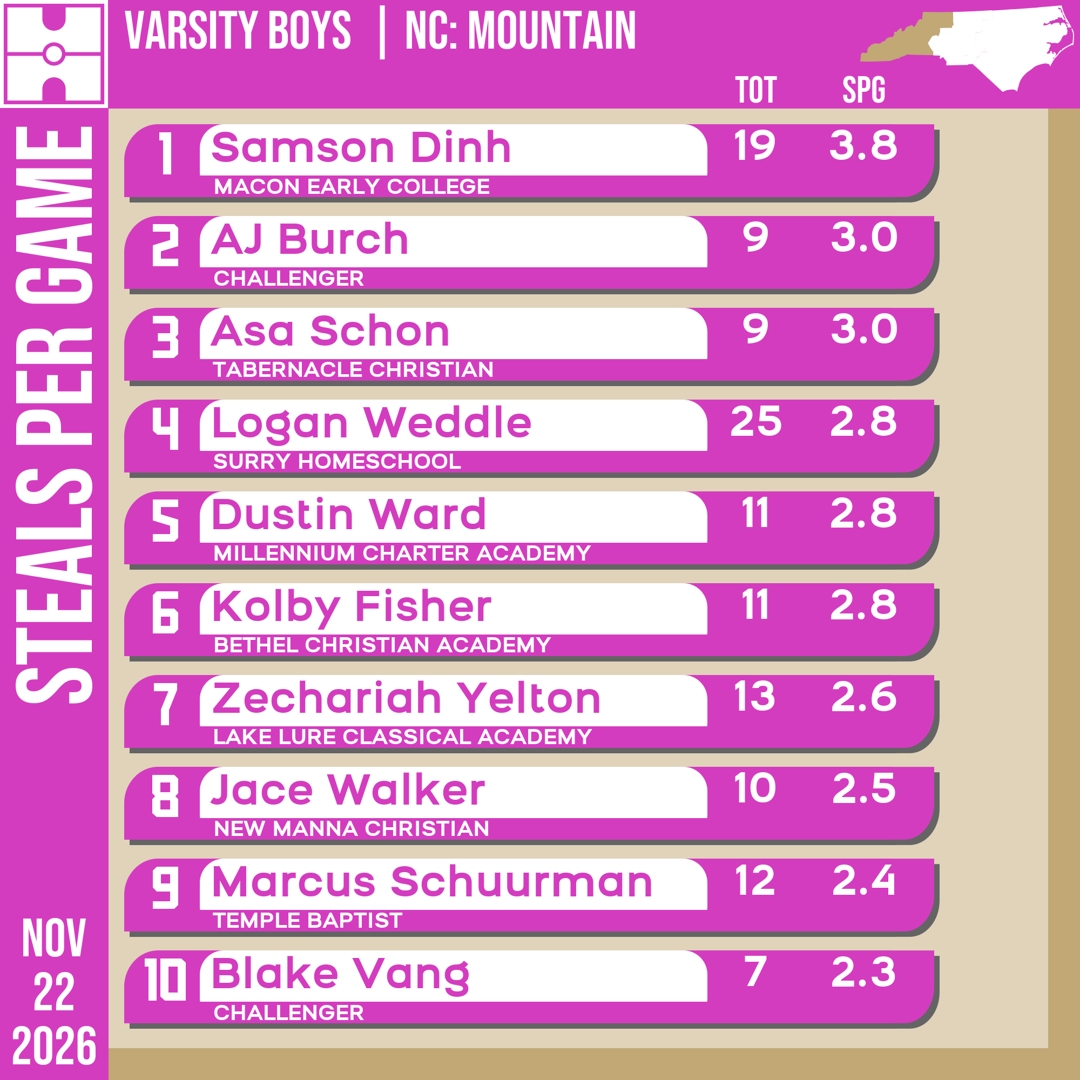 VARSITY BOYS | NC: MOUNTAIN
TOT SPG
STEALS PER GAME
1 Samson Dinh 19 3.8
MACON EARLY COLLEGE
2 AJ Burch 9 3.0
CHALLENGER
3 Asa Schon 9 3.0
TABERNACLE CHRISTIAN
4 Logan Weddle 25 2.8
SURRY HOMESCHOOL
5 Dustin Ward 11 2.8
MILLENNIUM CHARTER ACADEMY
6 Kolby Fisher 11 2.8
BETHEL CHRISTIAN ACADEMY
7 Zechariah Yelton 13 2.6
LAKE LURE CLASSICAL ACADEMY
8 Jace Walker 10 2.5
NEW MANNA CHRISTIAN
9 Marcus Schuurman 12 2.4
TEMPLE BAPTIST
10 Blake Vang 7 2.3
CHALLENGER
NOV
22
2026